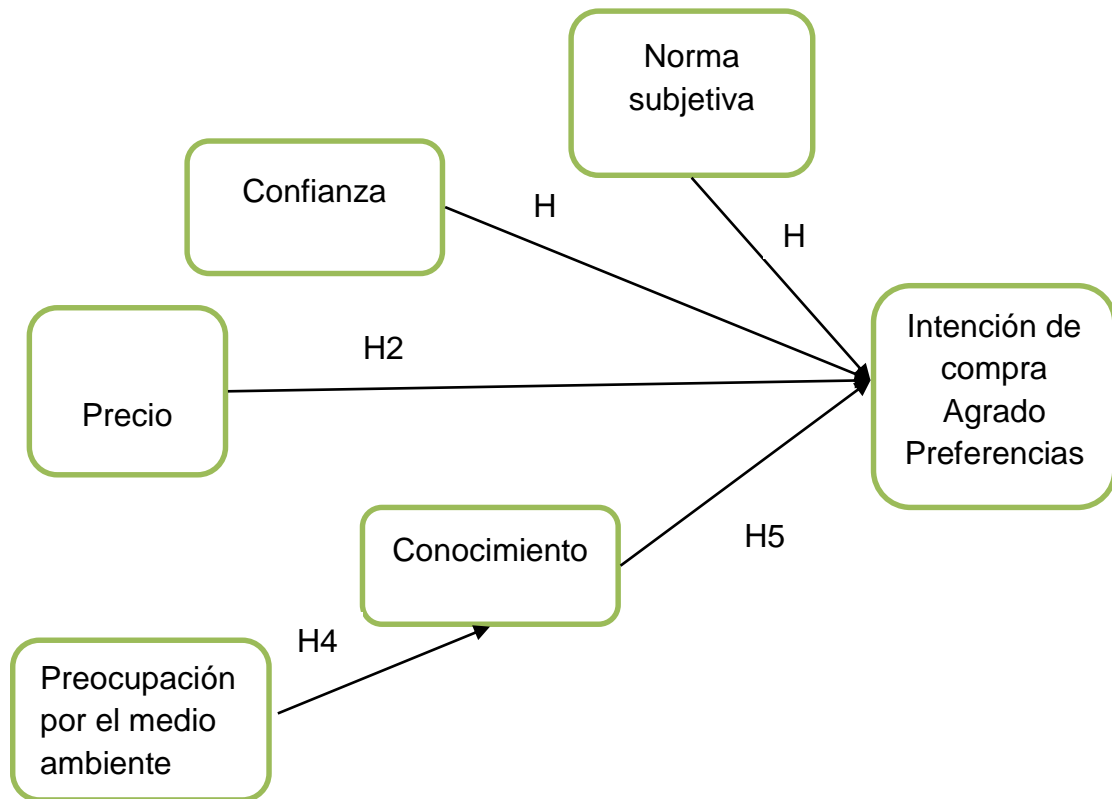 Norma
subjetiva
Confianza
H
H
Precio
H2
Intención de
compra
Agrado
Preferencias
Conocimiento
H5
H4
Preocupación
por el medio
ambiente